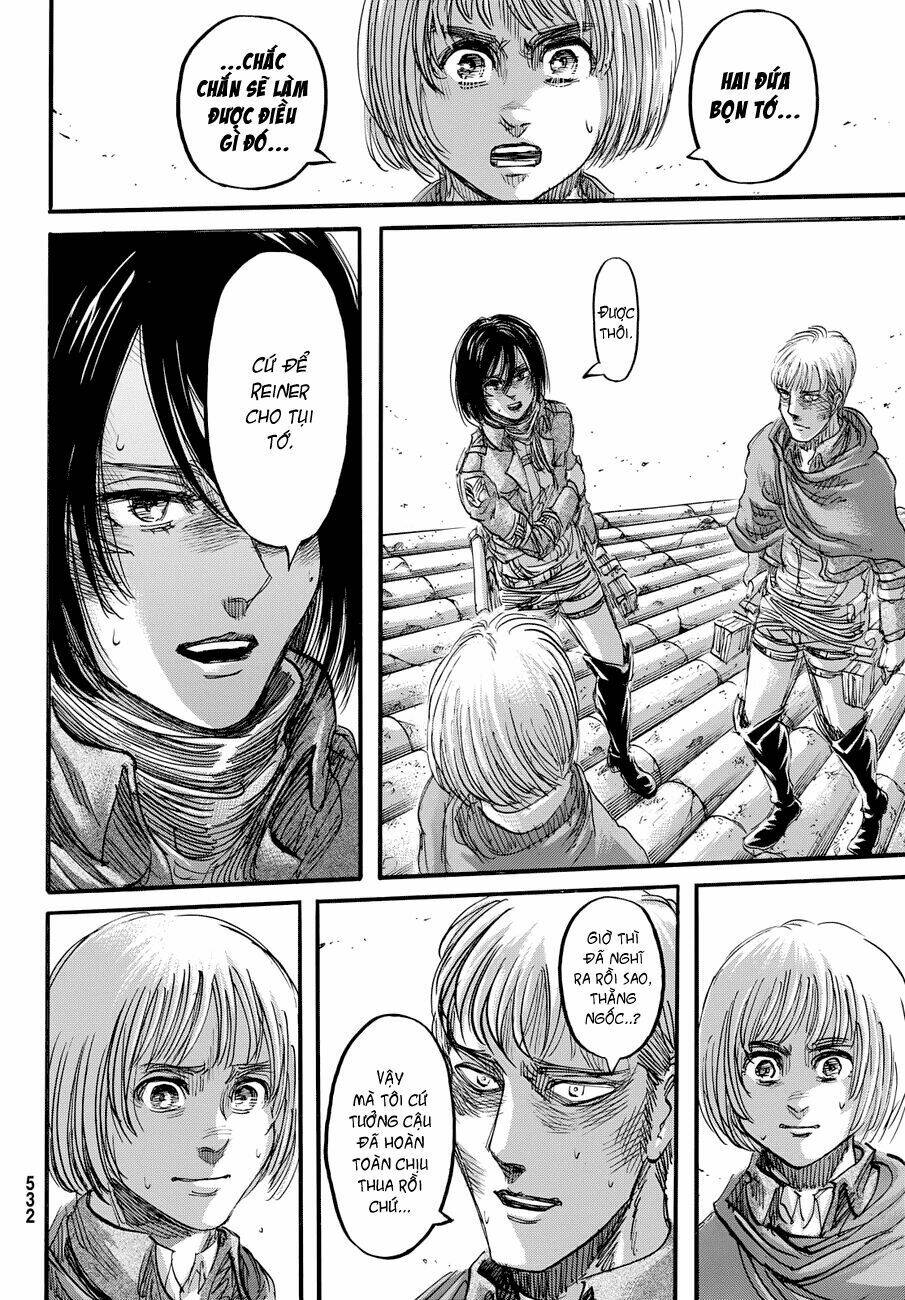 HAI ĐỨA
BỌN TỚ...
...CHẮC
CHẮN SẼ LÀM
ĐƯỢC ĐIỀU
GÌ ĐÓ...
ĐƯỢC
THÔI.
CỨ ĐỂ
REINER
CHO TỤI
TỚ.
GIỜ THÌ
ĐÃ NGHĨ
RA RỒI SAO,
THẰNG
NGỐC..?
VẬY
MÀ TÔI CỨ
TƯỞNG CẬU
ĐÃ HOÀN
TOÀN CHỊU
THUA RỒI
CHỨ...
532